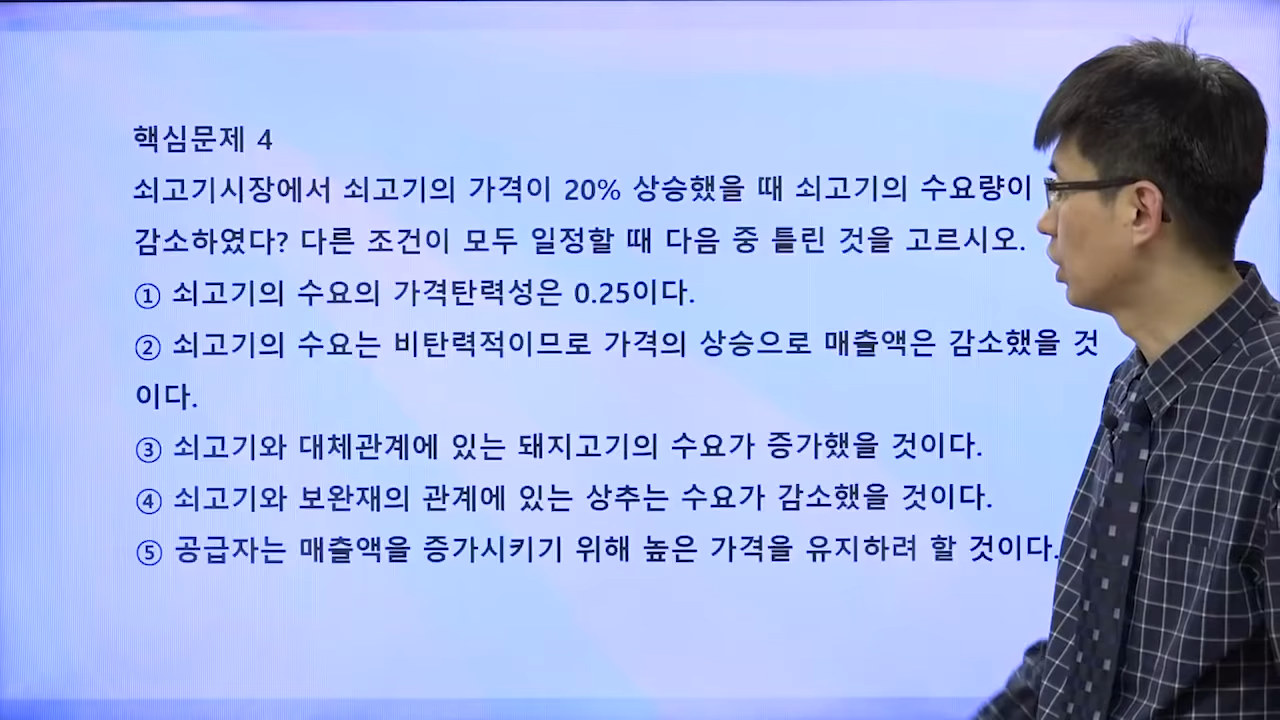 핵심문제 4
쇠고기시장에서 쇠고기의 가격이 20% 상승했을 때 쇠고기의 수요량이
감소하였다? 다른 조건이 모두 일정할 때 다음 중 틀린 것을 고르시오.
① 쇠고기의 수요의 가격탄력성은 0.25이다.
② 쇠고기의 수요는 비탄력적이므로 가격의 상승으로 매출액은 감소했을 것
이다.
③ 쇠고기와 대체관계에 있는 돼지고기의 수요가 증가했을 것이다.
④ 쇠고기와 보완재의 관계에 있는 상추는 수요가 감소했을 것이다.
⑤ 공급자는 매출액을 증가시키기 위해 높은 가격을 유지하려 할 것이다.